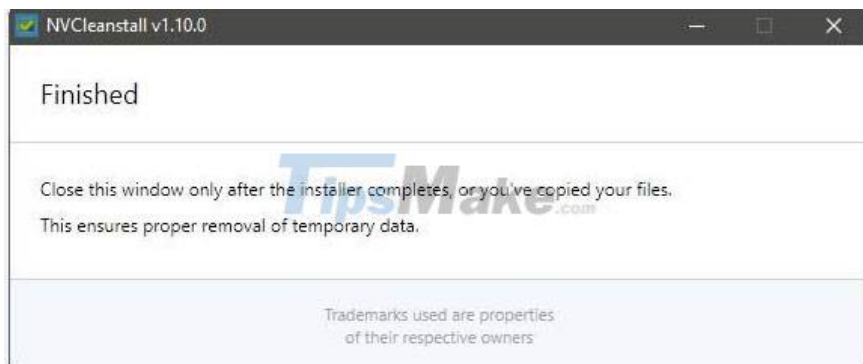 NVCleanstall v1.10.0
Finished
TipsMake.com
Close this window only after the installer completes, or you've copied your files.
This ensures proper removal of temporary data.
Trademarks used are properties
of their respective owners